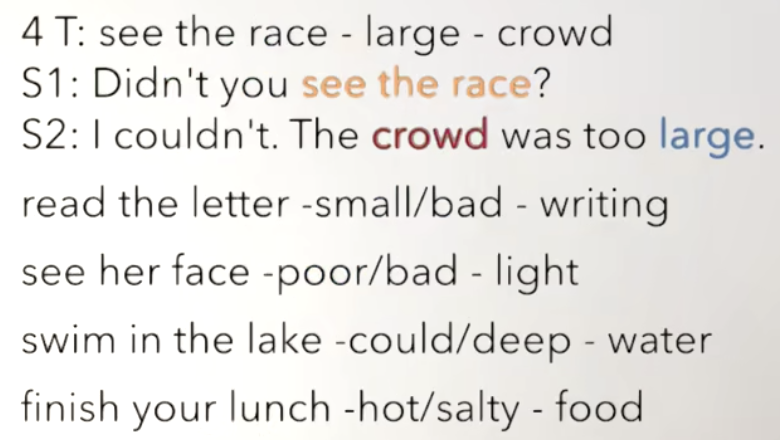 4 T: see the race - large - crowd
S1: Didn't you see the race?
S2: I couldn't. The crowd was too large.
read the letter -small/bad - writing
see her face -poor/bad - light
swim in the lake -could/deep - water
finish your lunch -hot/salty - food